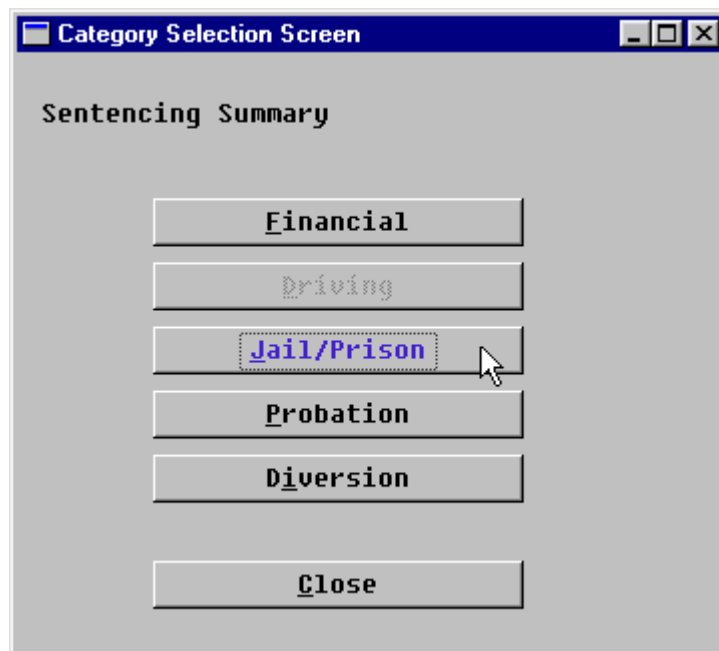 Category Selection Screen
Sentencing Summary
Financial
Driving
Jail/Prison
Probation
Diversion
Close